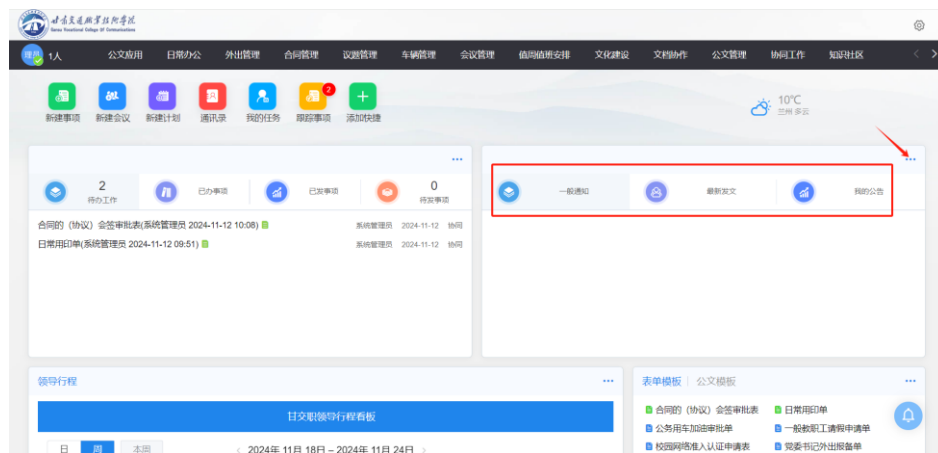 甘肃交通职业技术学院
Gansu Vocational College Of Communications
理员 1人 公文应用 日常办公 外出管理 合同管理 议题管理 车辆管理 会议管理 值周值班安排 文化建设 文档协作 公文管理 协同工作 知识社区
2
新建事项 新建会议 新建计划 通讯录 我的任务 跟踪事项 添加快捷
10°C
兰州 多云
2
待办工作 已办事项 已发事项
0
待发事项
一般通知 最新发文 我的公告
合同的（协议）会签审批表(系统管理员 2024-11-12 10:08) 系统管理员 2024-11-12 协同
日常用印单(系统管理员 2024-11-12 09:51) 系统管理员 2024-11-12 协同
领导行程
甘交职领导行程看板
日 周 本周 2024年 11月 18日 – 2024年 11月 24日
表单模板 公文模板
合同的（协议）会签审批表 日常用印单
公务用车加油审批单 一般教职工请假申请单
校园网络准入认证申请表 党委书记外出报备单